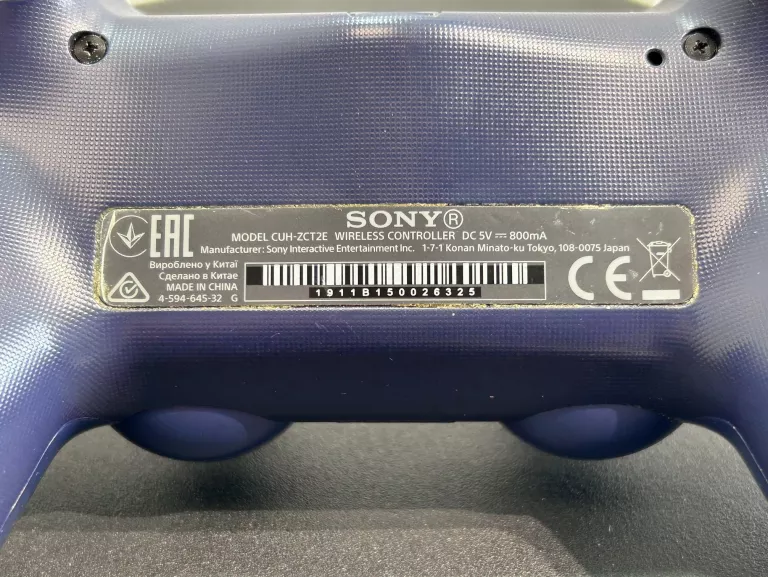 SONY®
EAC
MODEL CUH-ZCT2E WIRELESS CONTROLLER DC 5V ⎓ 800mA
Manufacturer: Sony Interactive Entertainment Inc. 1-7-1 Konan Minato-ku Tokyo, 108-0075 Japan
Вироблено у Китаї
Сделано в Китае
MADE IN CHINA
4-594-645-32 G
1911B150026325
CE